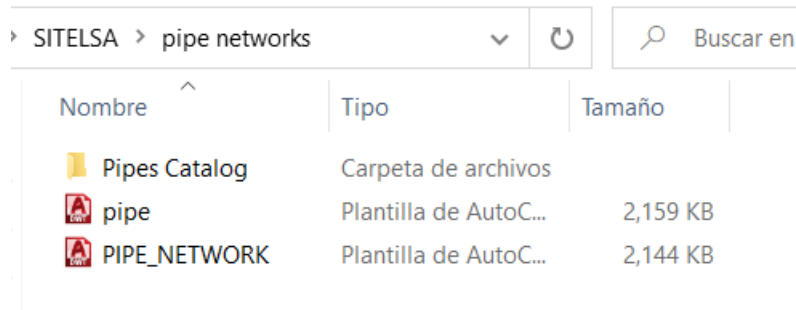 SITELSA > pipe networks
Buscar en
Nombre Tipo Tamaño
Pipes Catalog Carpeta de archivos
pipe Plantilla de AutoC... 2,159 KB
PIPE_NETWORK Plantilla de AutoC... 2,144 KB